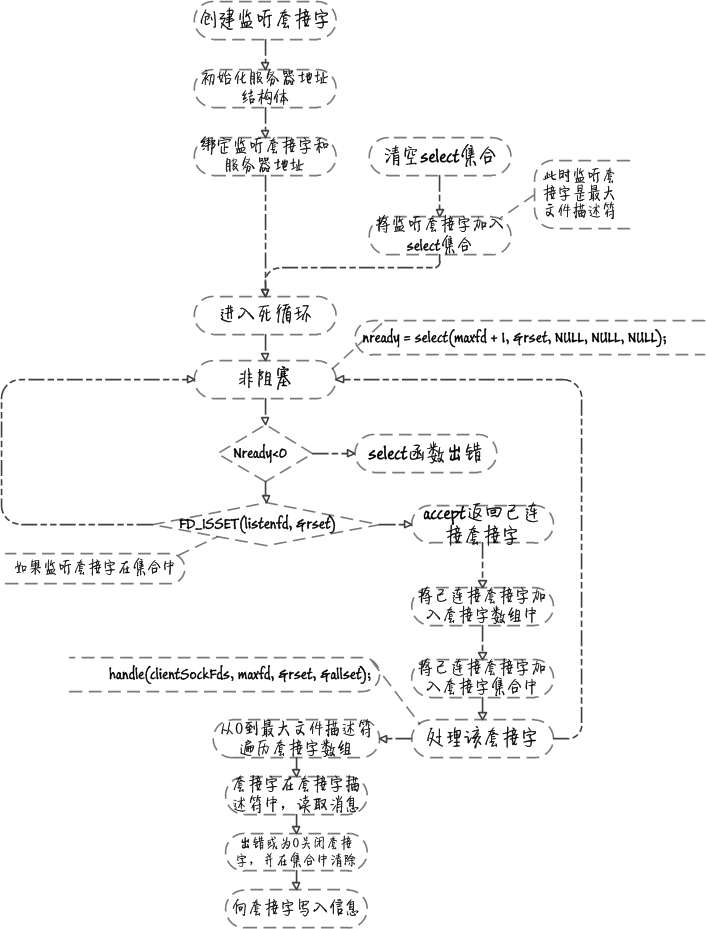 创建监听套接字
初始化服务器地址
结构体
绑定监听套接字和
服务器地址
清空select集合
此时监听套
接字是最大
文件描述符
将监听套接字加入
select集合
进入死循环
nready = select(maxfd + 1, &rset, NULL, NULL, NULL);
非阻塞
Nready<0
select函数出错
FD_ISSET(listenfd, &rset)
accept返回已连
接套接字
如果监听套接字在集合中
将已连接套接字加
入套接字数组中
将已连接套接字加
入套接字集合中
handle(clientSockFds, maxfd, &rset, &allset);
处理该套接字
从0到最大文件描述符
遍历套接字数组
套接字在套接字描
述符中，读取消息
出错或为0关闭套接
字，并在集合中清除
向套接字写入信息